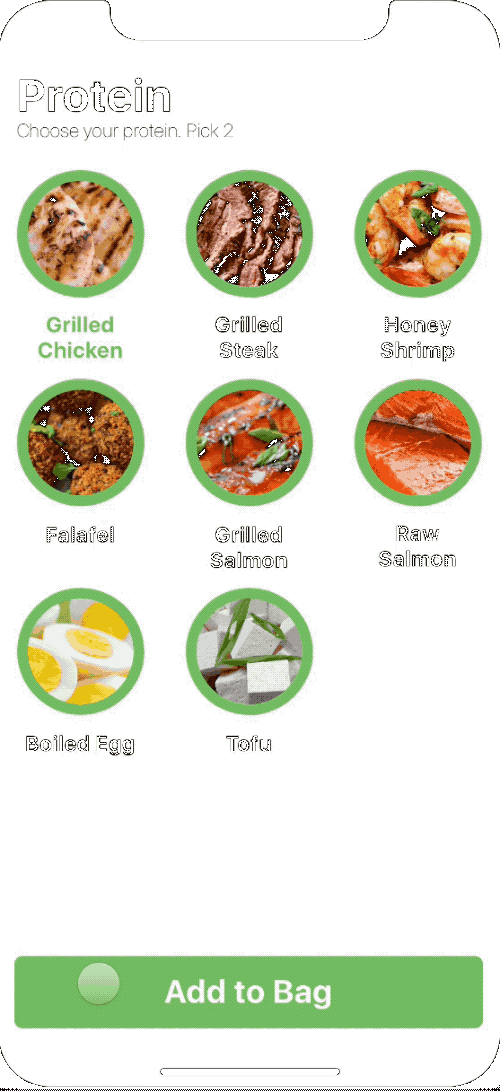 Protein
Choose your protein. Pick 2
Grilled
Chicken
Grilled
Steak
Honey
Shrimp
Falafel
Grilled
Salmon
Raw
Salmon
Boiled Egg
Tofu
Add to Bag